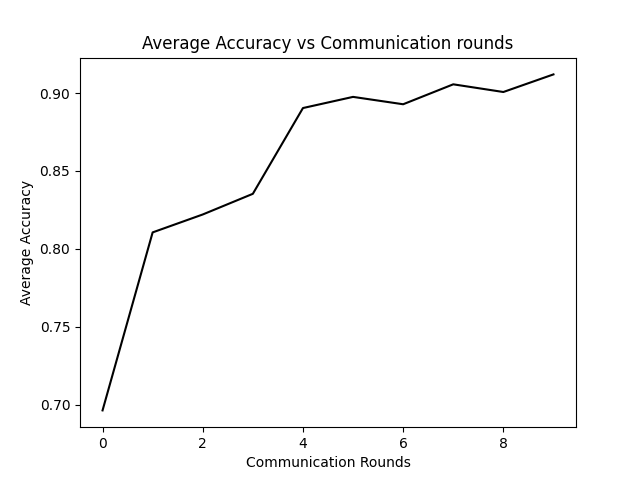 Average Accuracy vs Communication rounds
Average Accuracy
0.90
0.85
0.80
0.75
0.70
0 2 4 6 8
Communication Rounds